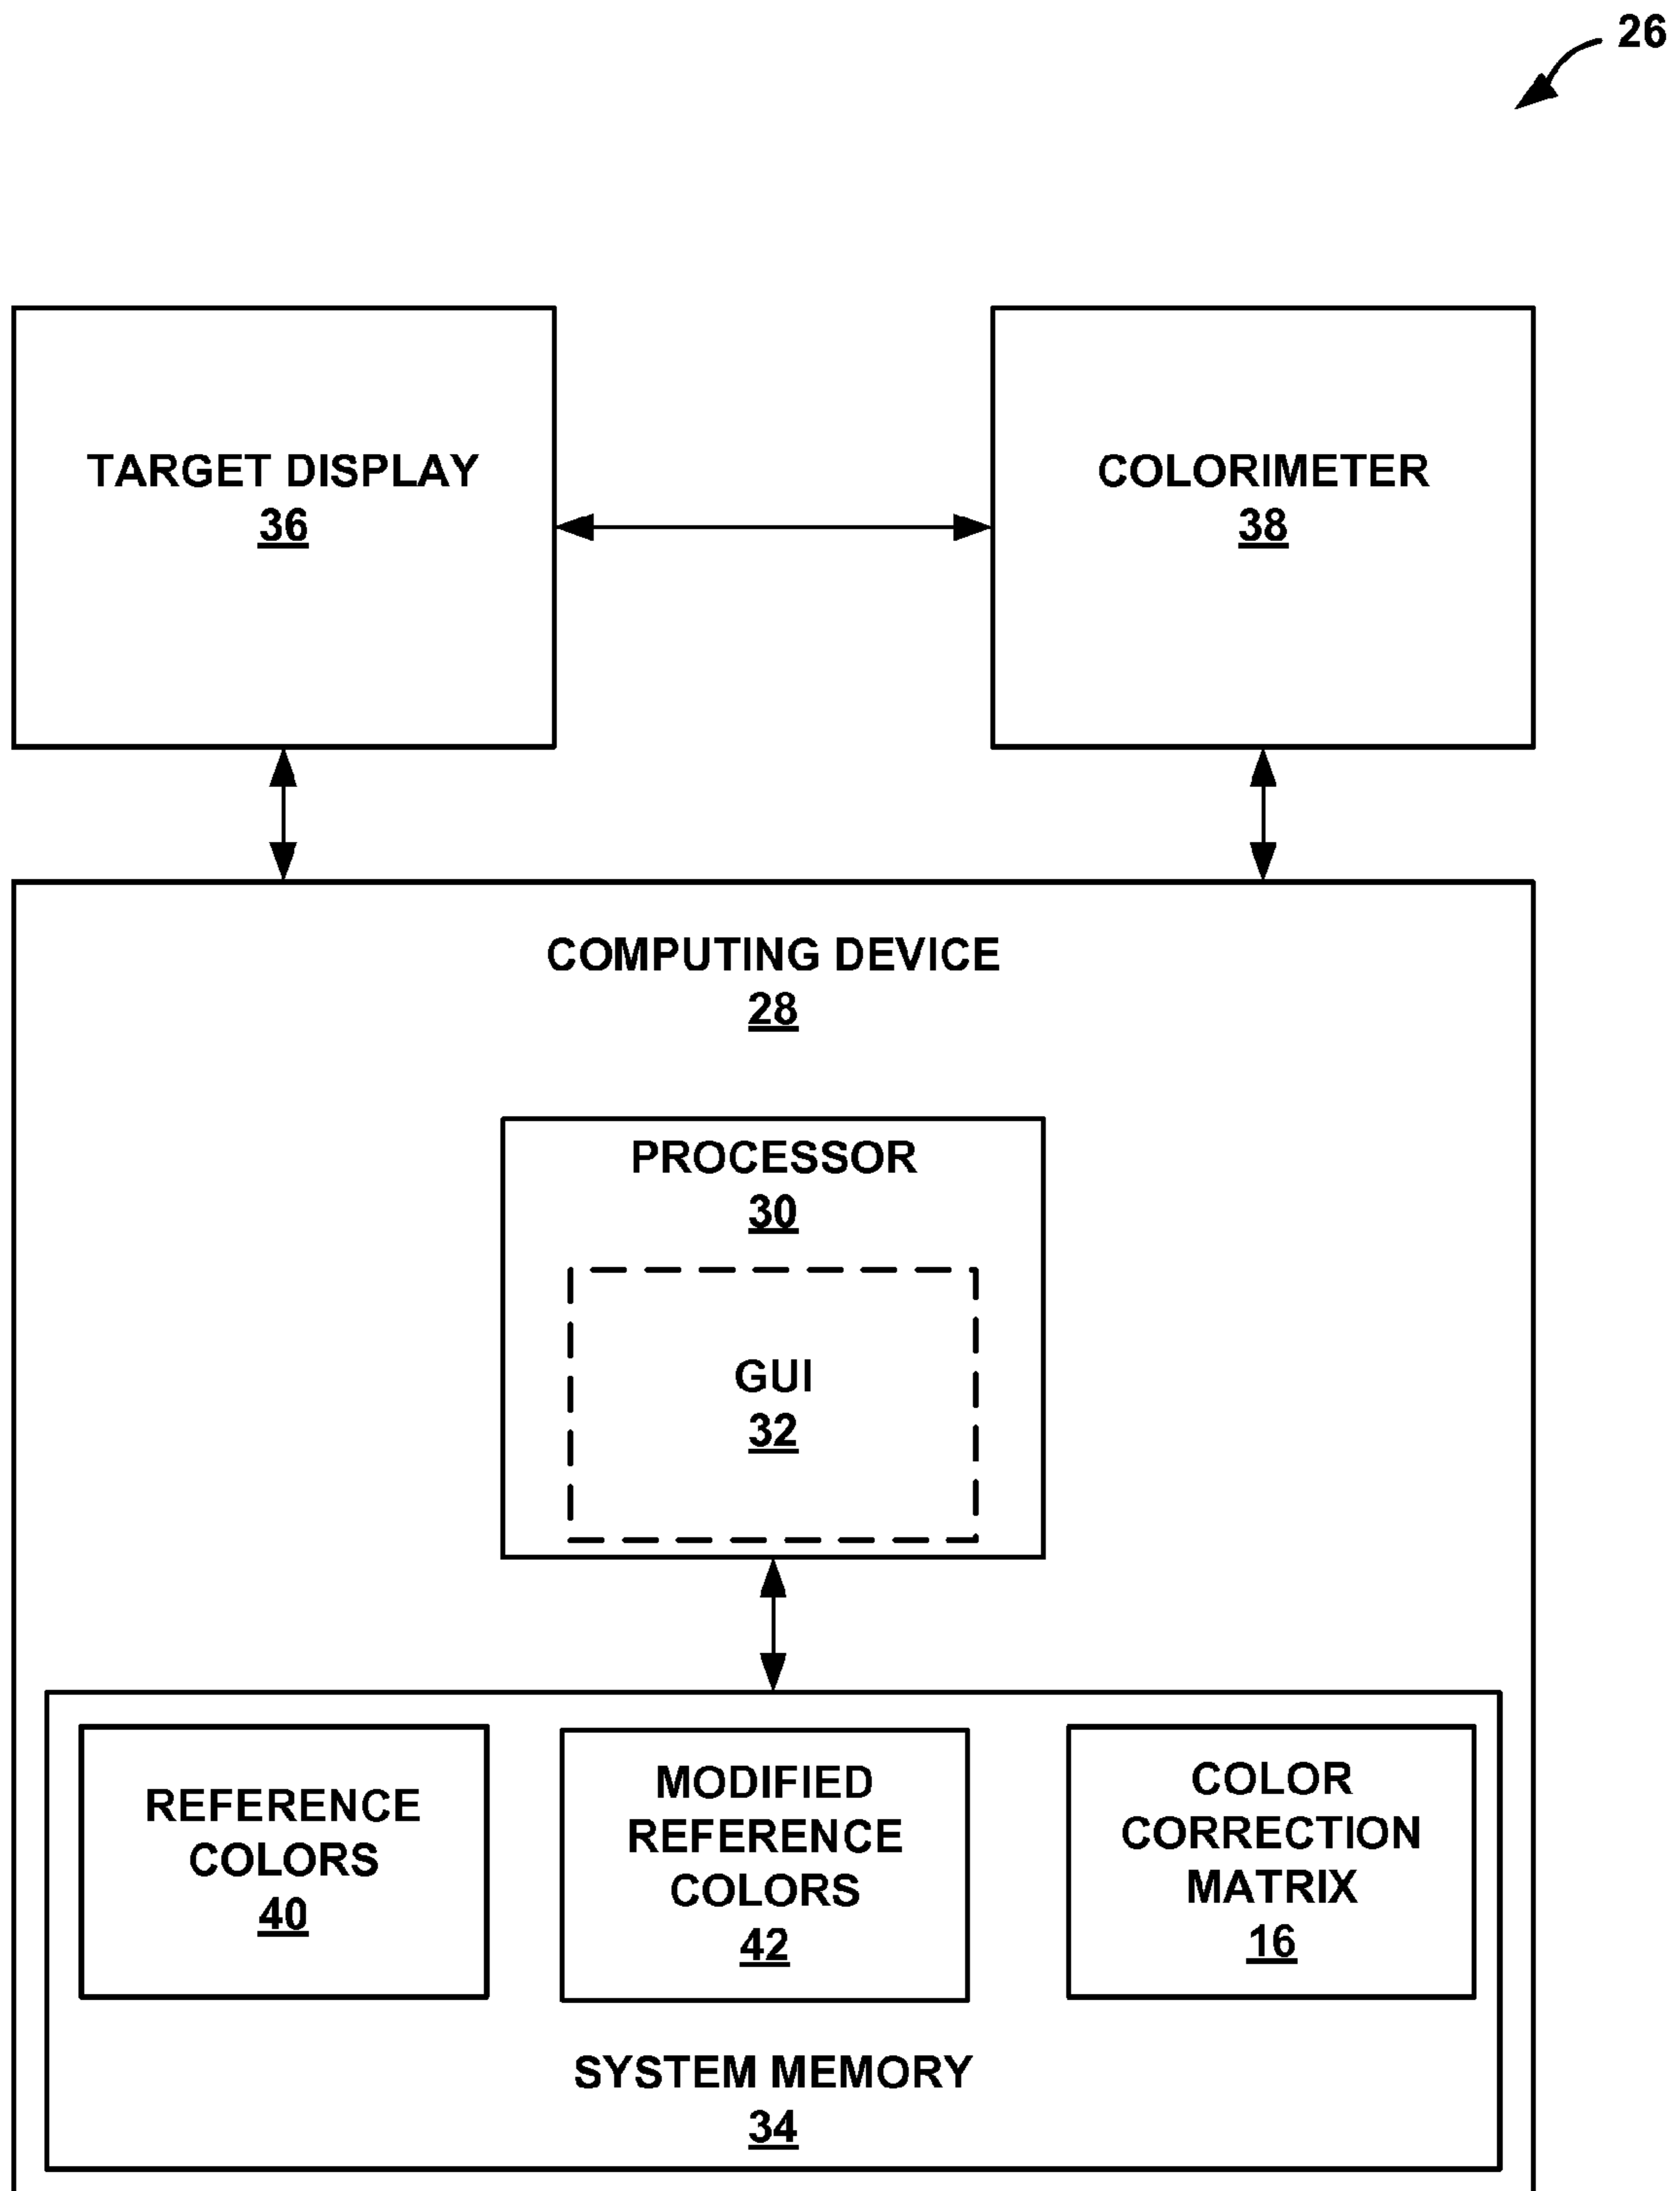 26
TARGET DISPLAY
36
COLORIMETER
38
COMPUTING DEVICE
28
PROCESSOR
30
GUI
32
REFERENCE
COLORS
40
MODIFIED
REFERENCE
COLORS
42
COLOR
CORRECTION
MATRIX
16
SYSTEM MEMORY
34